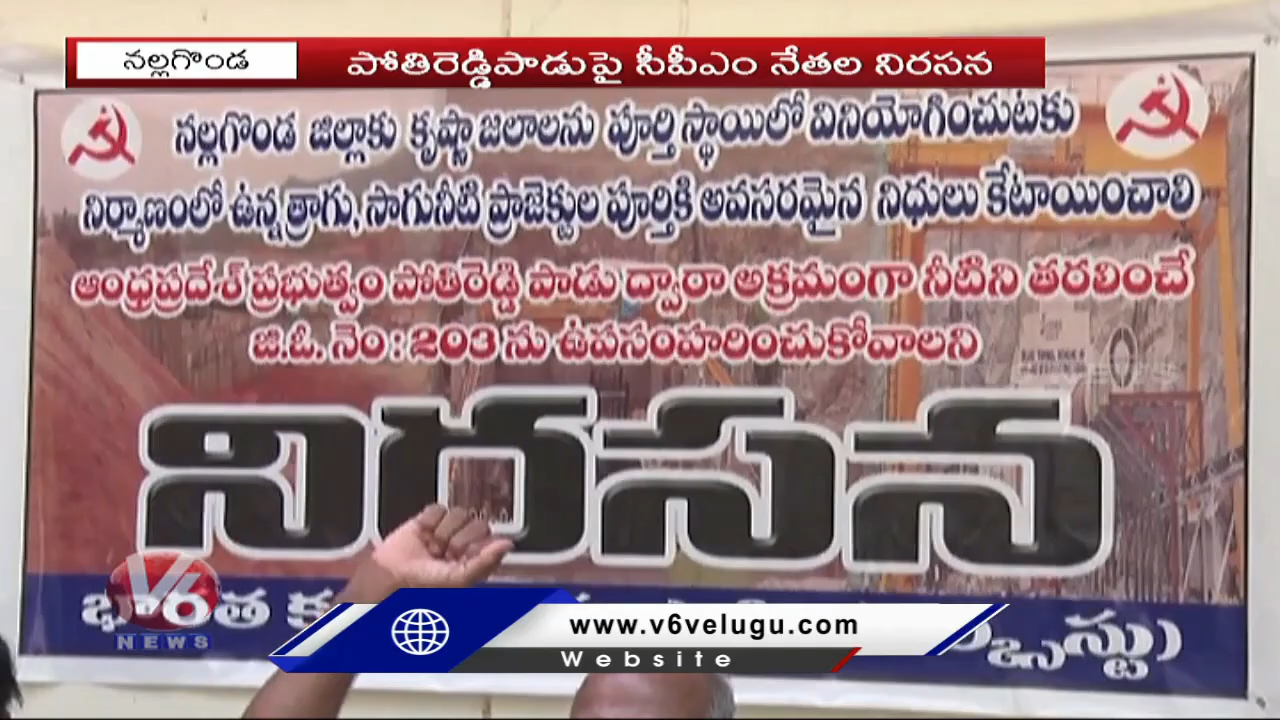 నల్లగొండ
పోతిరెడ్డిపాడుపై సీపీఎం నేతల నిరసన
నల్లగొండ జిల్లాకు కృష్ణా జలాలను పూర్తి స్థాయిలో వినియోగించుటకు
నిర్మాణంలో ఉన్న త్రాగు, సాగునీటి ప్రాజెక్టుల పూర్తికి అవసరమైన నిధులు కేటాయించాలి
ఆంధ్రప్రదేశ్ ప్రభుత్వం పోతిరెడ్డి పాడు ద్వారా అక్రమంగా నీటిని తరలించే
జి.ఓ. నెం : 203 ను ఉపసంహరించుకోవాలని
నిరసన
భారత
V6
NEWS
www.v6velugu.com
Website